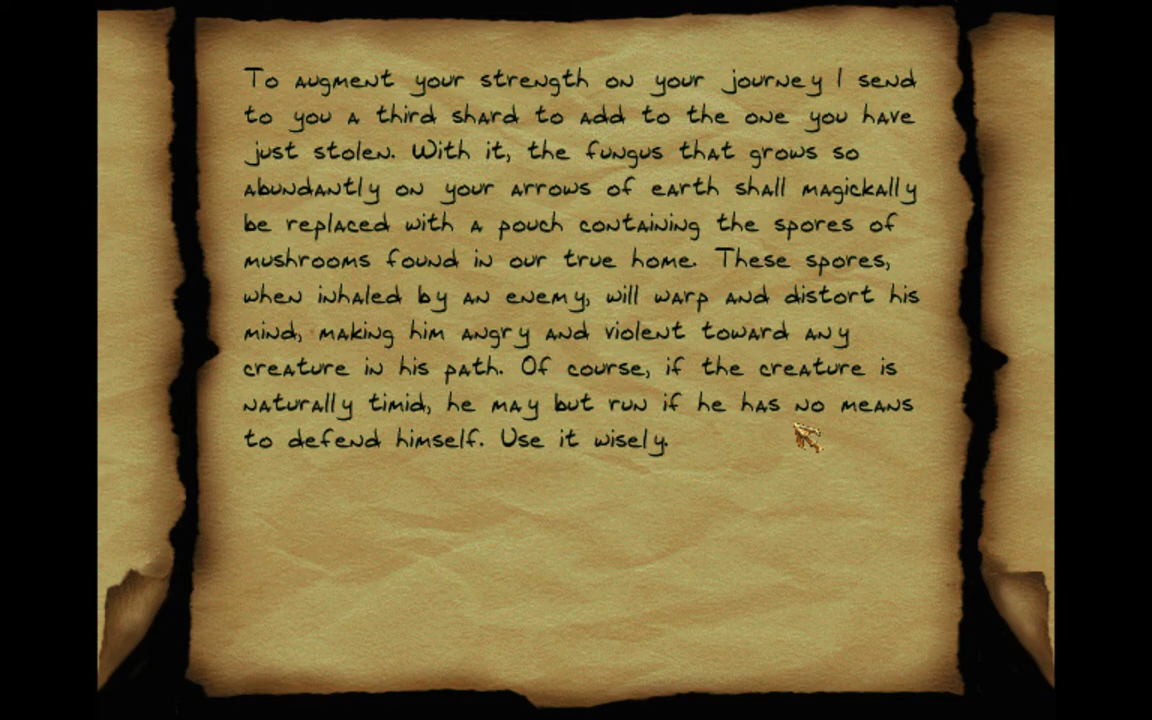 To augment your strength on your journey I send
to you a third shard to add to the one you have
just stolen. With it, the fungus that grows so
abundantly on your arrows of earth shall magickally
be replaced with a pouch containing the spores of
mushrooms found in our true home. These spores,
when inhaled by an enemy, will warp and distort his
mind, making him angry and violent toward any
creature in his path. Of course, if the creature is
naturally timid, he may but run if he has no means
to defend himself. Use it wisely.